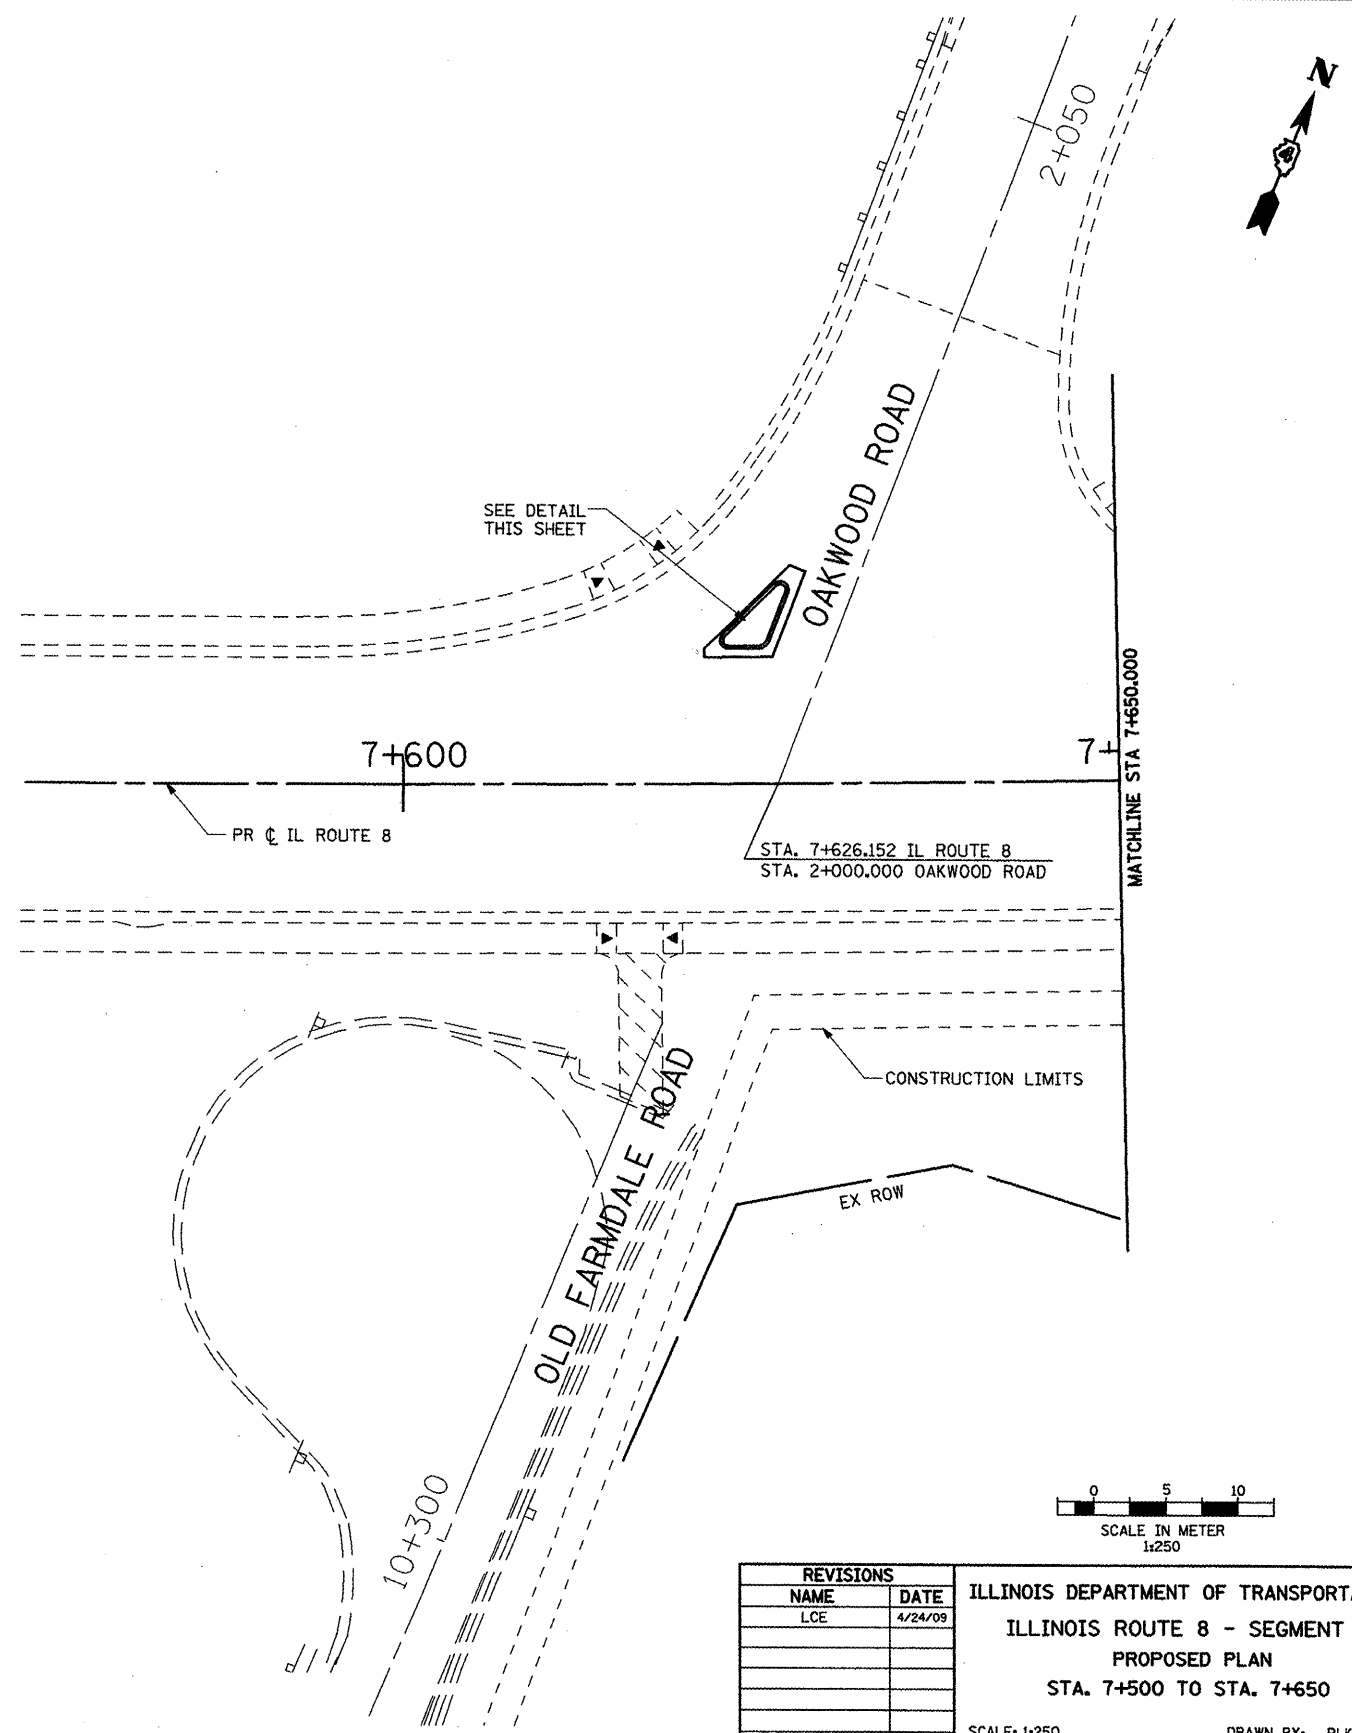 N
4
2+050
OAKWOOD ROAD
SEE DETAIL
THIS SHEET
MATCHLINE STA 7+650.000
7+600
7+
PR ℄ IL ROUTE 8
STA. 7+626.152 IL ROUTE 8
STA. 2+000.000 OAKWOOD ROAD
CONSTRUCTION LIMITS
OLD FARMDALE ROAD
EX ROW
10+300
0 5 10
SCALE IN METER
1:250
REVISIONS
NAME DATE
LCE 4/24/09
ILLINOIS DEPARTMENT OF TRANSPORTA
ILLINOIS ROUTE 8 - SEGMENT
PROPOSED PLAN
STA. 7+500 TO STA. 7+650
SCALE: 1:250
DRAWN BY: